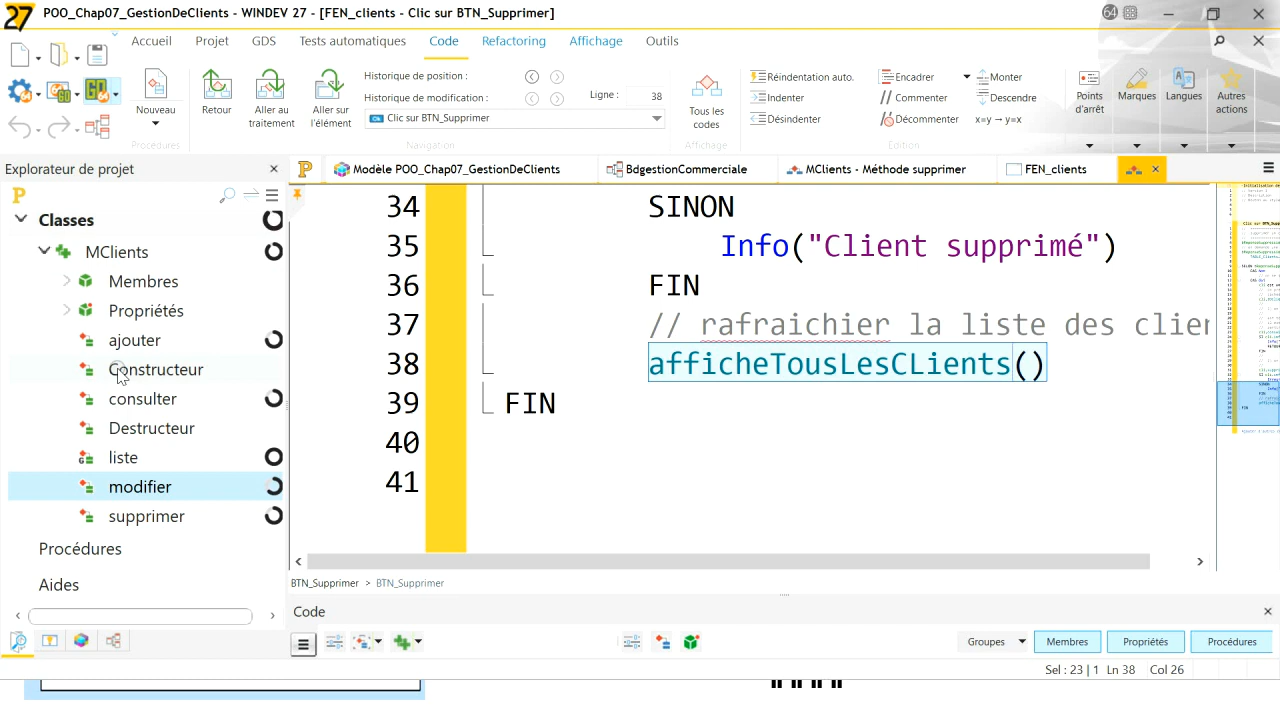 27 POO_Chap07_GestionDeClients - WINDEV 27 - [FEN_clients - Clic sur BTN_Supprimer] 64
Accueil Projet GDS Tests automatiques Code Refactoring Affichage Outils
Nouveau
Procédures
Retour
Aller au traitement
Aller sur l'élément
Historique de position :
Historique de modification :
Ligne : 38
Clic sur BTN_Supprimer
Navigation
Tous les codes
Affichage
Réindentation auto.
Indenter
Désindenter
Encadrer
Commenter
Décommenter
Monter
Descendre
x=y → y=x
Edition
Points d'arrêt
Marques
Langues
Autres actions
Explorateur de projet
Modèle POO_Chap07_GestionDeClients
BdgestionCommerciale
MClients - Méthode supprimer
FEN_clients
Classes
MClients
Membres
Propriétés
ajouter
Constructeur
consulter
Destructeur
liste
modifier
supprimer
Procédures
Aides
34 SINON
35 Info("Client supprimé")
36 FIN
37 // rafraichier la liste des clien
38 afficheTousLesCLients()
39 FIN
40
41
BTN_Supprimer > BTN_Supprimer
Code
Groupes Membres Propriétés Procédures
Sel : 23 | 1 Ln 38 Col 26